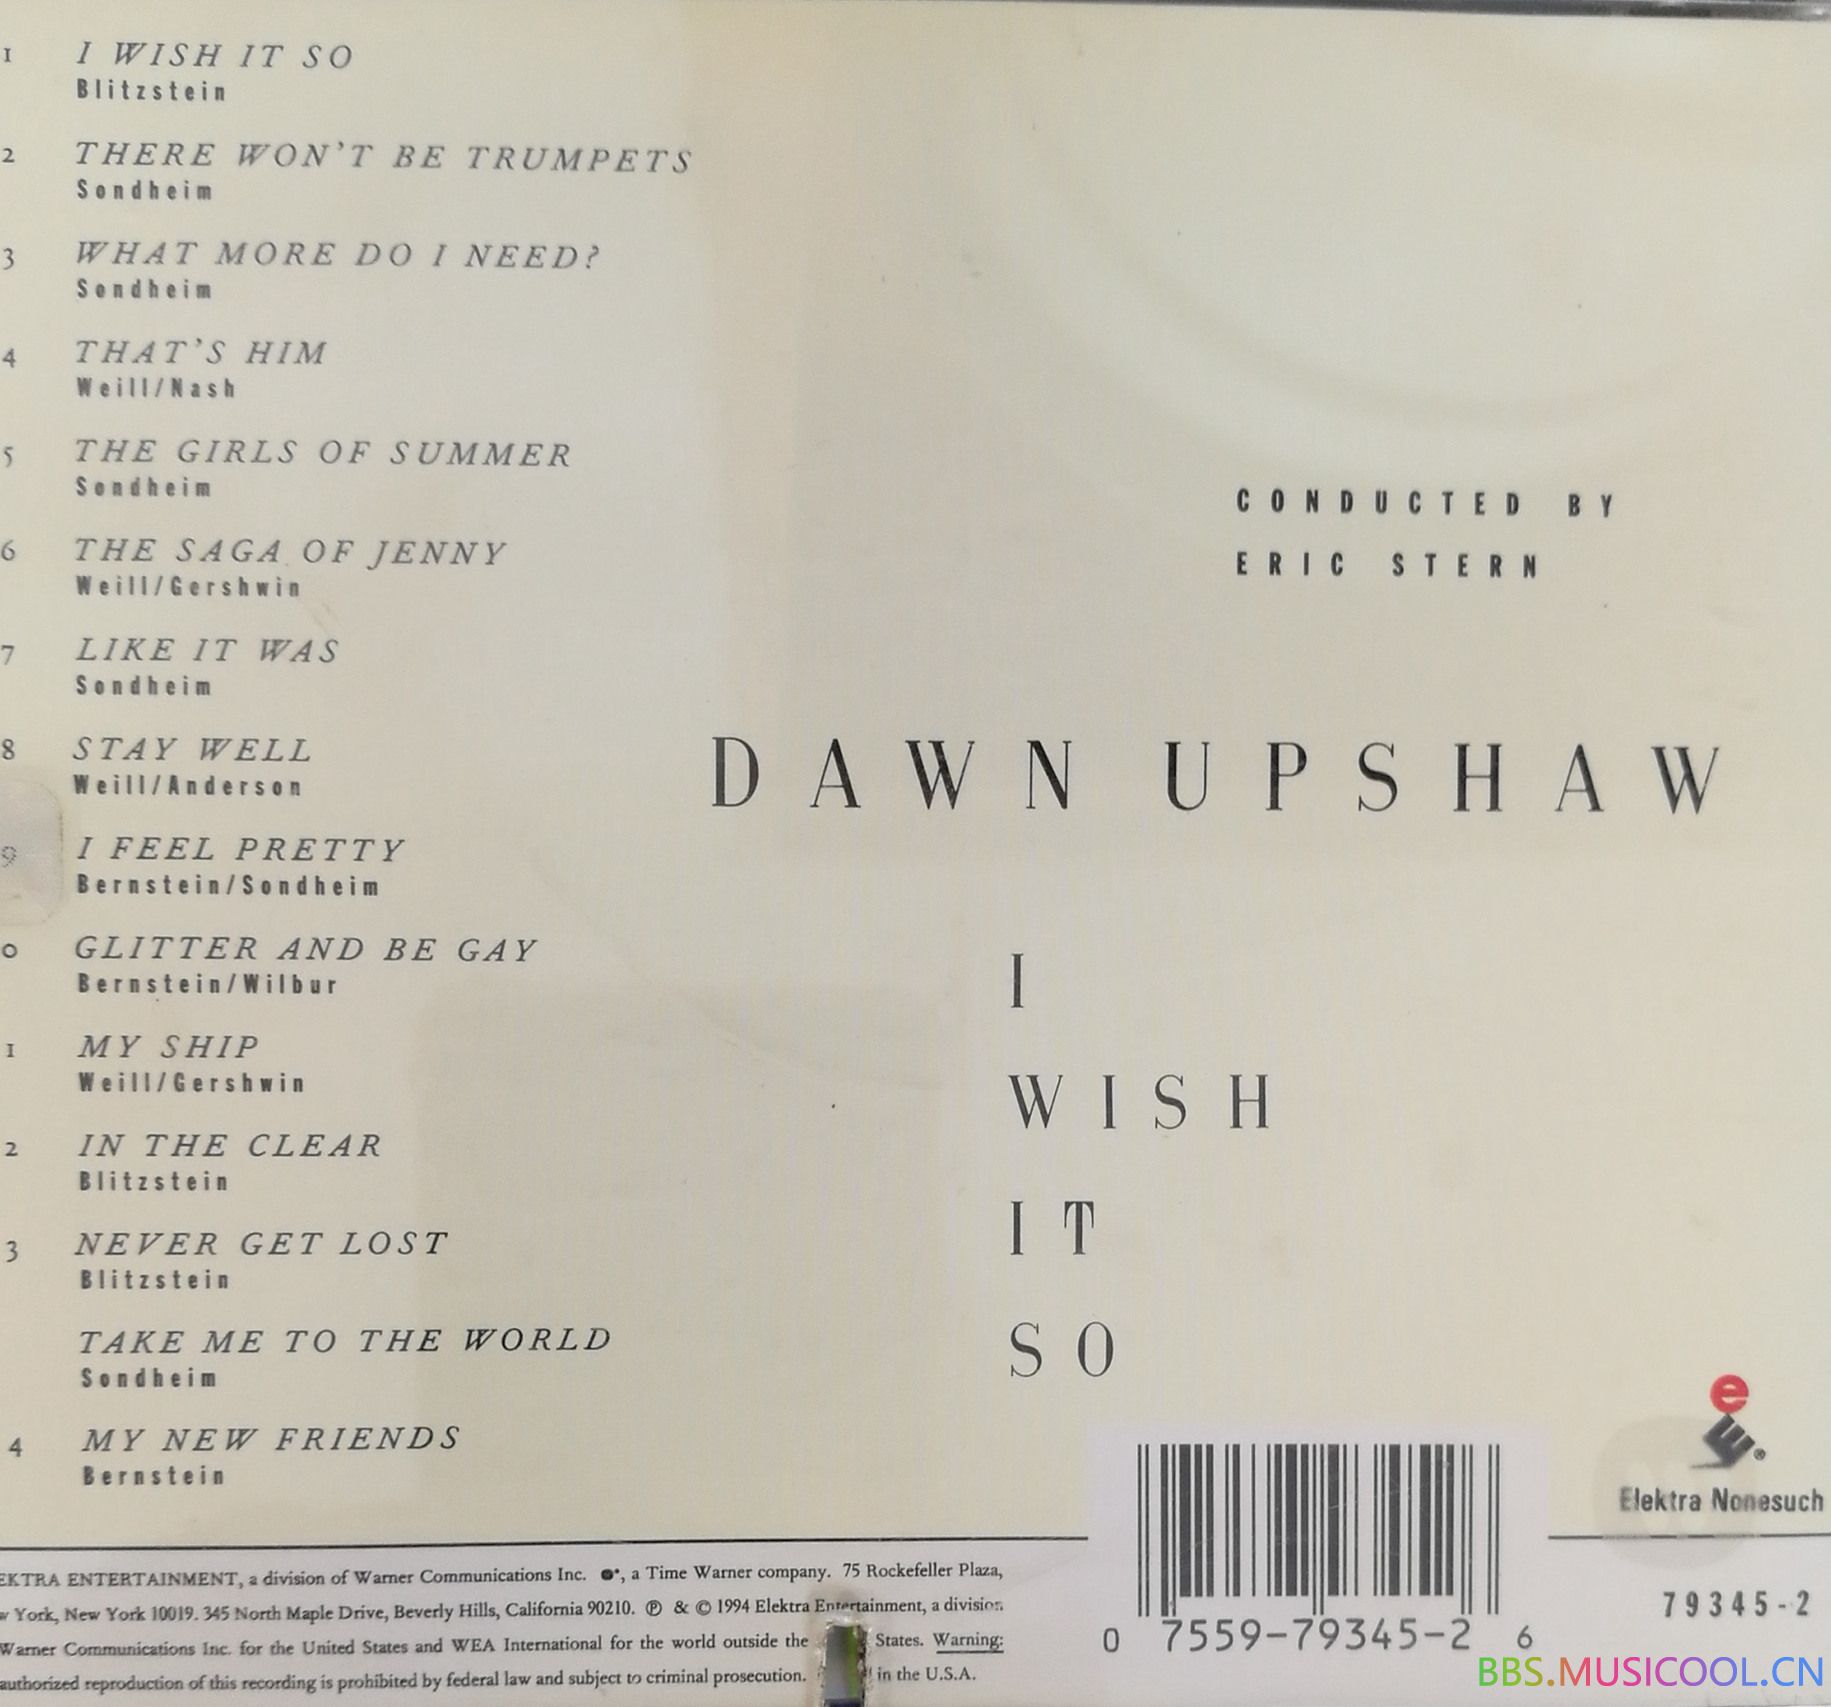 1 I WISH IT SO
Blitzstein
2 THERE WON'T BE TRUMPETS
Sondheim
3 WHAT MORE DO I NEED?
Sondheim
4 THAT'S HIM
Weill/Nash
5 THE GIRLS OF SUMMER
Sondheim
6 THE SAGA OF JENNY
Weill/Gershwin
7 LIKE IT WAS
Sondheim
8 STAY WELL
Weill/Anderson
9 I FEEL PRETTY
Bernstein/Sondheim
0 GLITTER AND BE GAY
Bernstein/Wilbur
1 MY SHIP
Weill/Gershwin
2 IN THE CLEAR
Blitzstein
3 NEVER GET LOST
Blitzstein
TAKE ME TO THE WORLD
Sondheim
4 MY NEW FRIENDS
Bernstein
CONDUCTED BY
ERIC STERN
DAWN UPSHAW
I
WISH
IT
SO
e
Elektra Nonesuch
79345-2
0 7559-79345-2 6
EKTRA ENTERTAINMENT, a division of Warner Communications Inc. , a Time Warner company. 75 Rockefeller Plaza,
w York, New York 10019. 345 North Maple Drive, Beverly Hills, California 90210. ℗ & © 1994 Elektra Entertainment, a division
Warner Communications Inc. for the United States and WEA International for the world outside the States. Warning:
authorized reproduction of this recording is prohibited by federal law and subject to criminal prosecution. in the U.S.A.
BBS.MUSICOOL.CN